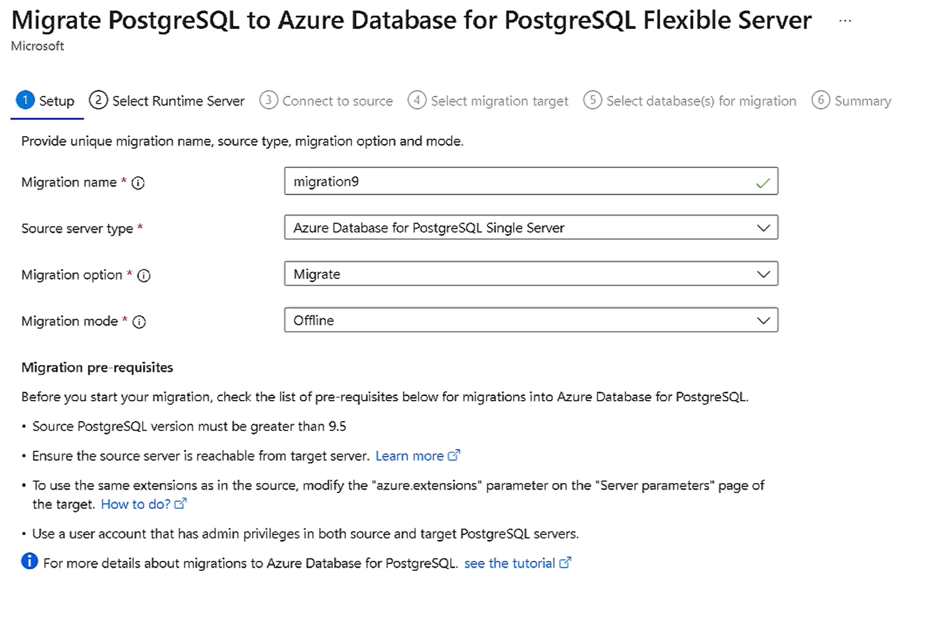 Migrate PostgreSQL to Azure Database for PostgreSQL Flexible Server ...
Microsoft
1 Setup 2 Select Runtime Server 3 Connect to source 4 Select migration target 5 Select database(s) for migration 6 Summary
Provide unique migration name, source type, migration option and mode.
Migration name * migration9
Source server type * Azure Database for PostgreSQL Single Server
Migration option * Migrate
Migration mode * Offline
Migration pre-requisites
Before you start your migration, check the list of pre-requisites below for migrations into Azure Database for PostgreSQL.
• Source PostgreSQL version must be greater than 9.5
• Ensure the source server is reachable from target server. Learn more
• To use the same extensions as in the source, modify the "azure.extensions" parameter on the "Server parameters" page of
the target. How to do?
• Use a user account that has admin privileges in both source and target PostgreSQL servers.
For more details about migrations to Azure Database for PostgreSQL. see the tutorial